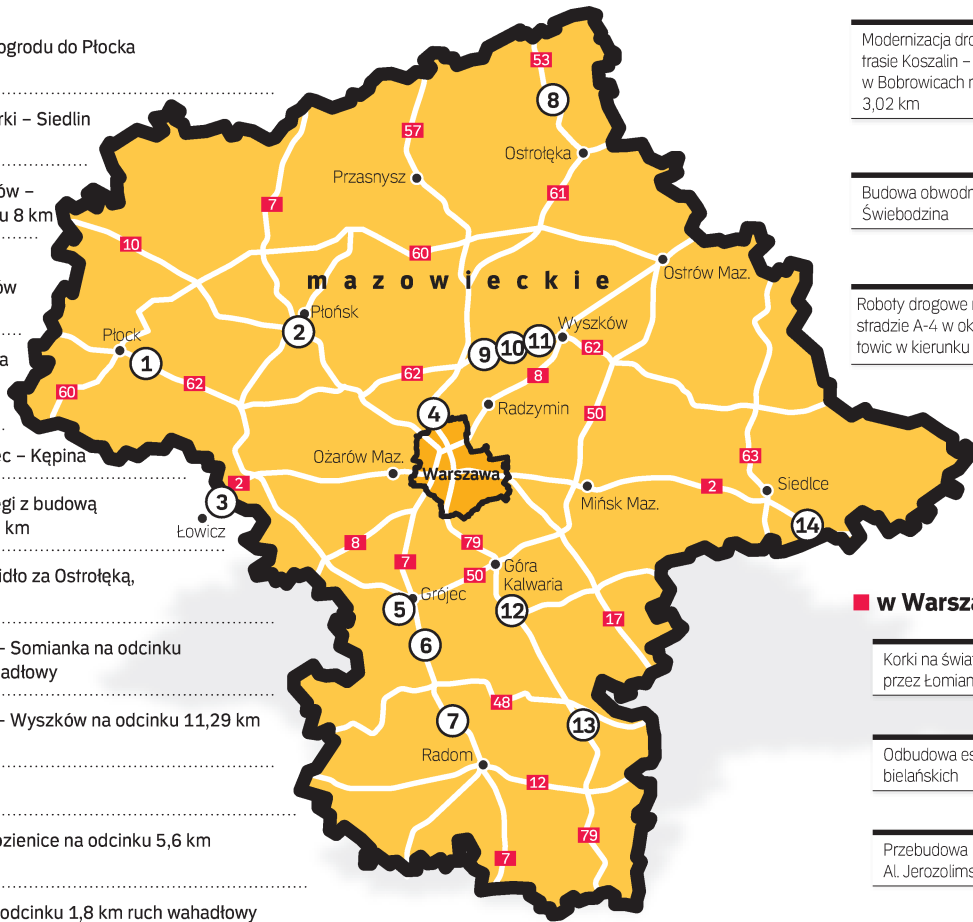 ogrodu do Płocka
rki – Siedlin
ów –
u 8 km
ów
a
ec – Kępina
egi z budową
km
idło za Ostrołęką,
– Somianka na odcinku
adłowy
– Wyszków na odcinku 11,29 km
ozienice na odcinku 5,6 km
odcinku 1,8 km ruch wahadłowy
53
8
57
Ostrołęka
Przasnysz
61
7
10
60
Ostrów Maz.
mazowieckie
Płońsk
2
Płock
1
9
10
11
Wyszków
62
62
8
60
62
Radzymin
4
50
Ożarów Maz.
Warszawa
63
2
3
Łowicz
2
Siedlce
Mińsk Maz.
14
8
7
79
50
Góra
Kalwaria
Grójec
5
12
17
6
48
7
13
Radom
12
79
7
Modernizacja dro
trasie Koszalin –
w Bobrowicach n
3,02 km
Budowa obwodn
Świebodzina
Roboty drogowe n
stradzie A-4 w ok
towic w kierunku
w Warsza
Korki na świat
przez Łomian
Odbudowa es
bielańskich
Przebudowa
Al. Jerozolims